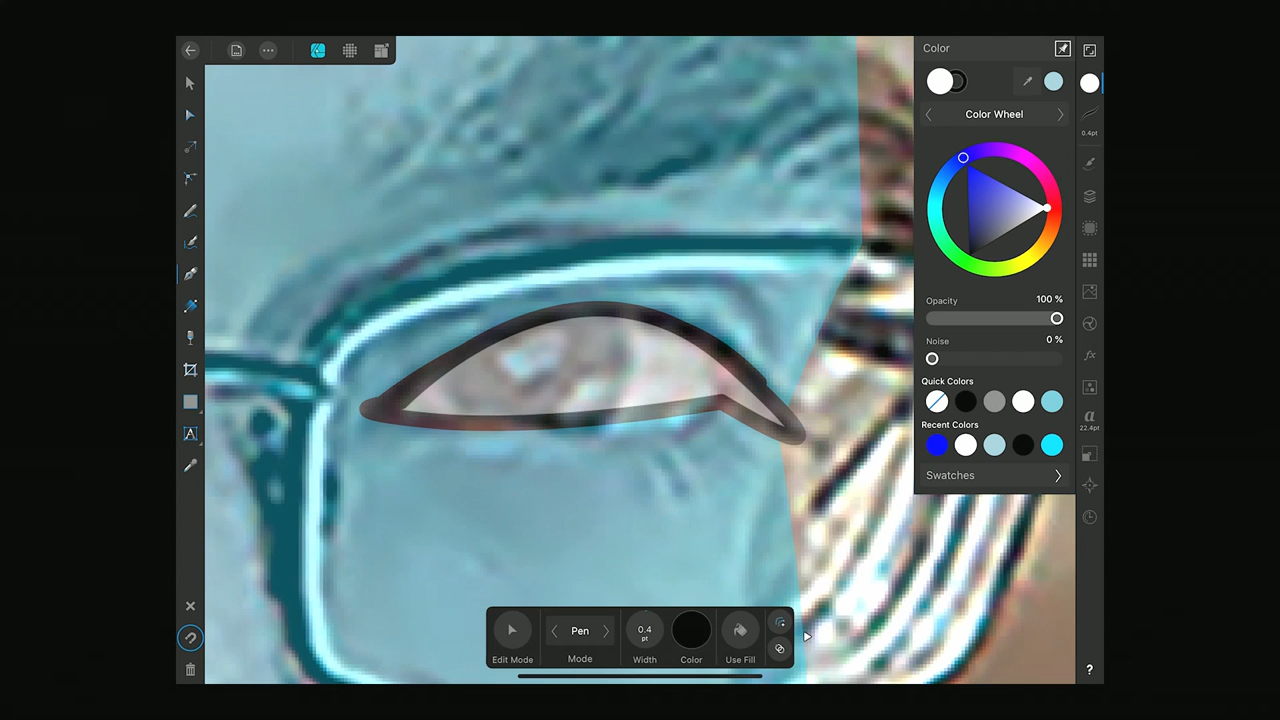 Color
Color Wheel
0.4pt
Opacity
100 %
Noise
0 %
Quick Colors
Recent Colors
a
22.4pt
Swatches
A
fx
0.4
pt
Pen
Edit Mode
Mode
Width
Color
Use Fill
?